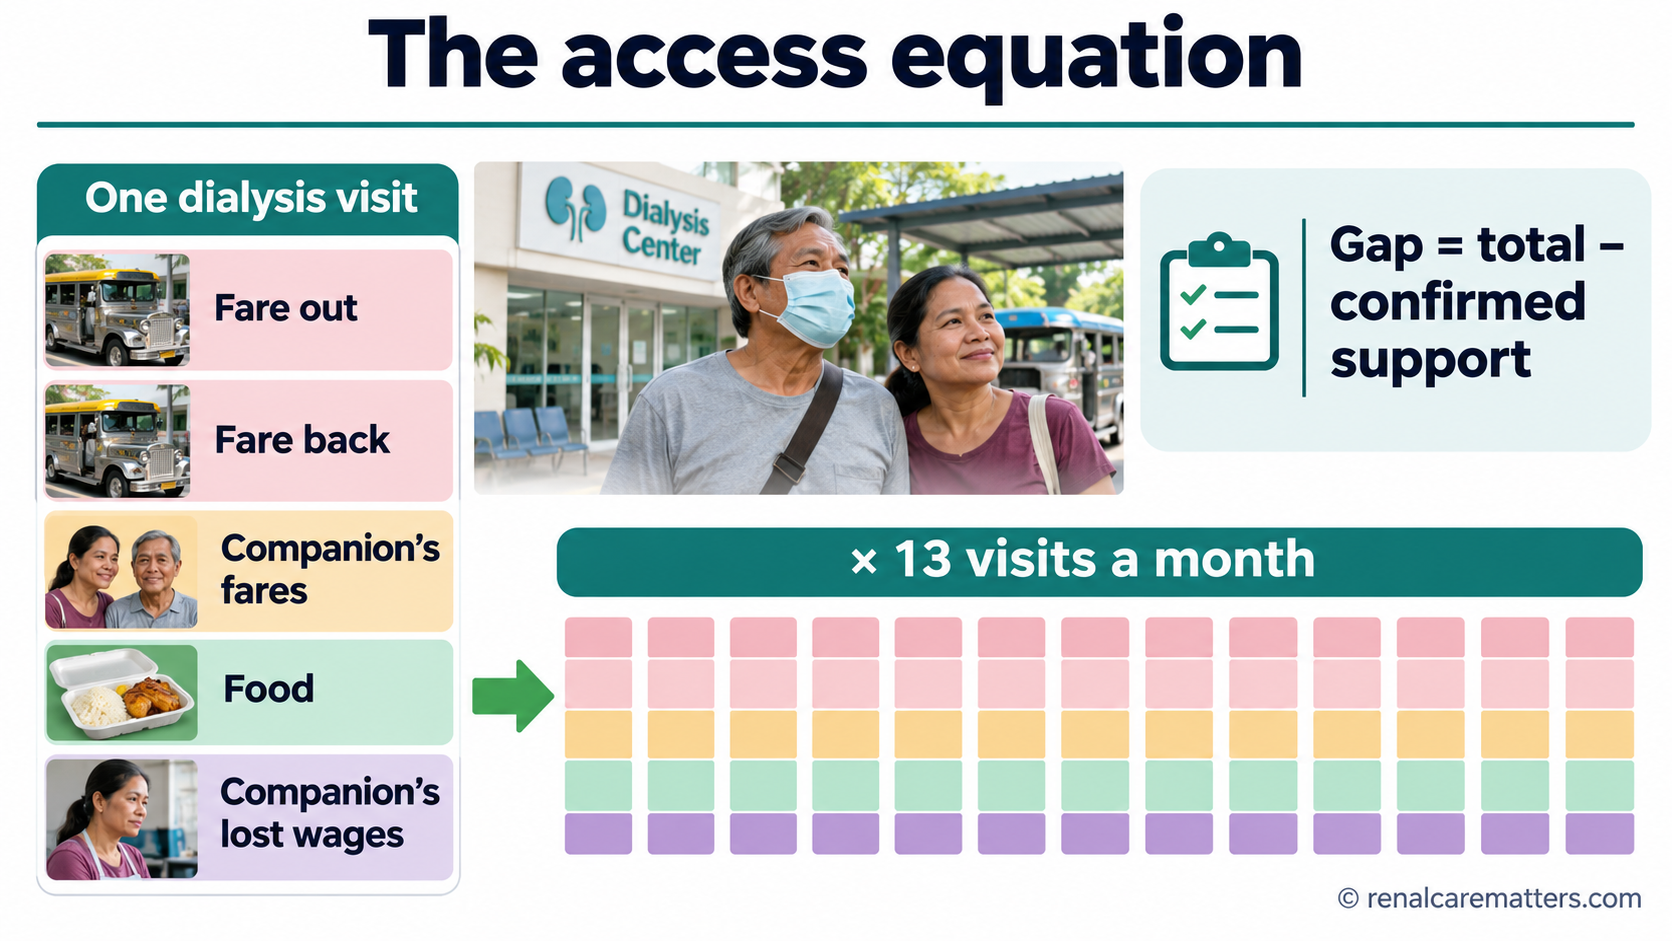 The access equation
One dialysis visit
Fare out
Fare back
Companion's
fares
Food
Companion's
lost wages
Dialysis
Center
Gap = total –
confirmed
support
× 13 visits a month
© renalcarematters.com